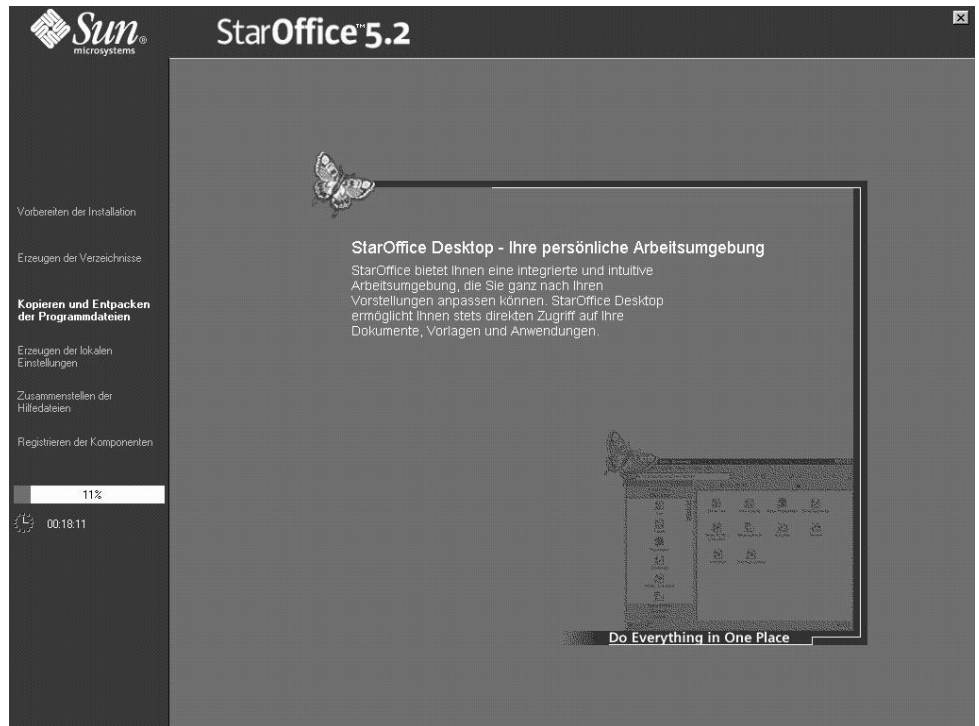 Sun®
microsystems
StarOffice™ 5.2
Vorbereiten der Installation
Erzeugen der Verzeichnisse
Kopieren und Entpacken
der Programmdateien
Erzeugen der lokalen
Einstellungen
Zusammenstellen der
Hilfedateien
Registrieren der Komponenten
11%
00:18:11
StarOffice Desktop - Ihre persönliche Arbeitsumgebung
StarOffice bietet Ihnen eine integrierte und intuitive
Arbeitsumgebung, die Sie ganz nach Ihren
Vorstellungen anpassen können. StarOffice Desktop
ermöglicht Ihnen stets direkten Zugriff auf Ihre
Dokumente, Vorlagen und Anwendungen.
Do Everything in One Place